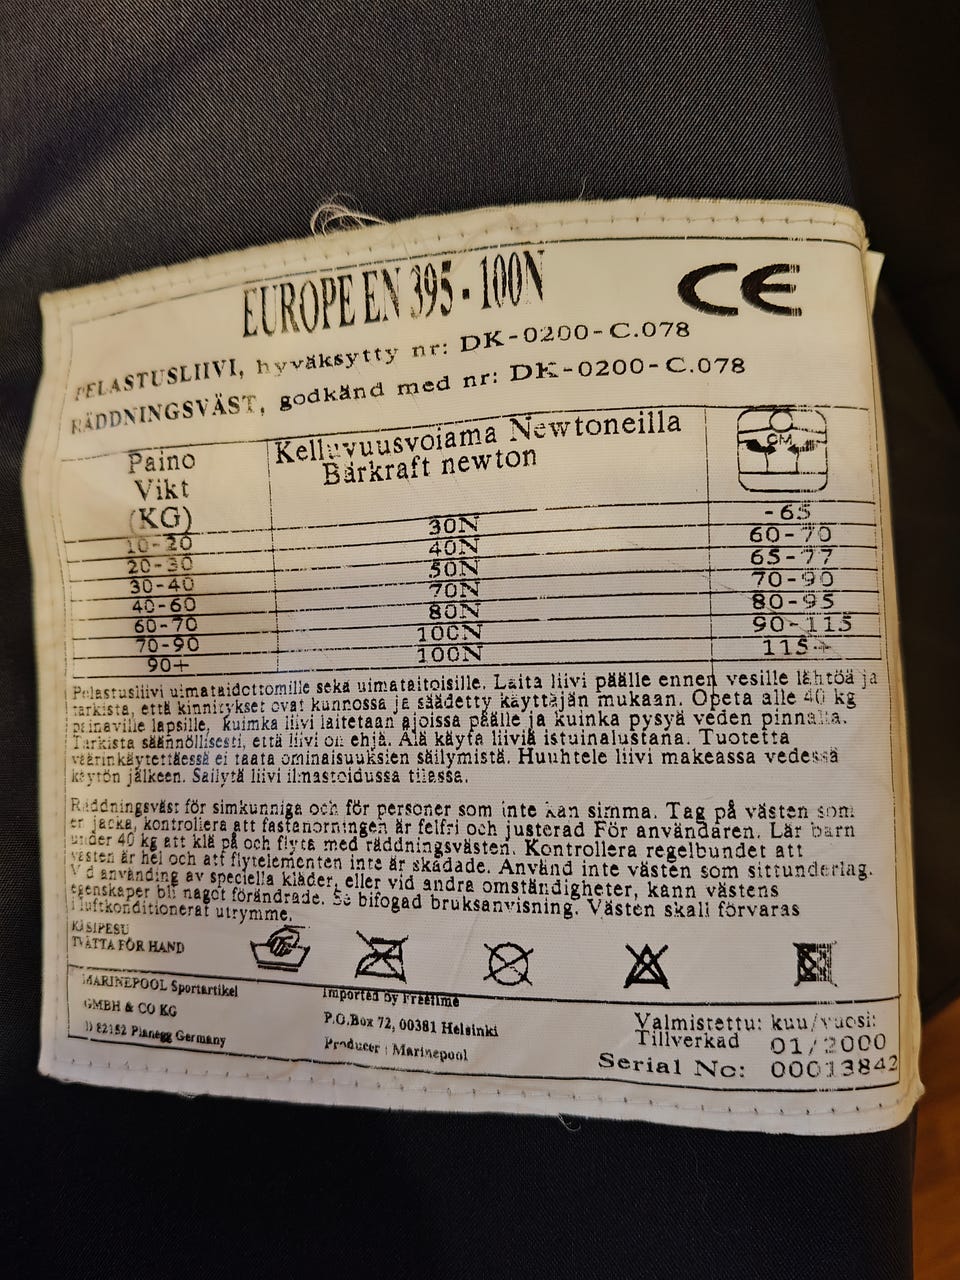 EUROPE EN 395 - 100N
CE
PELASTUSLIIVI, hyväksytty nr: DK-0200-C.078
RÄDDNINGSVÄST, godkänd med nr: DK-0200-C.078
Paino
Vikt
(KG)
Kelluvuusvoiama Newtoneilla
Bärkraft newton
CM
-65
10-20 30N 60-70
20-30 40N 65-77
30-40 50N 70-90
40-60 70N 80-95
60-70 80N 90-115
70-90 100N 115+
90+ 100N
Pelastusliivi uimataidottomille sekä uimataitoisille. Laita liivi päälle ennen vesille lähtöä ja
tarkista, että kinnitykset ovat kunnossa ja säädetty käyttäjän mukaan. Opeta alle 40 kg
painaville lapsille, kuimka liivi laitetaan ajoissa päälle ja kuinka pysyä veden pinnalla.
Tarkista säännöllisesti, että liivi on ehjä. Älä käytä liiviä istuinalustana. Tuotetta
väärinkäytettäessä ei taata ominaisuuksien säilymistä. Huuhtele liivi makeassa vedessä
käytön jälkeen. Säilytä liivi ilmastoidussa tilassa.
Räddningsväst för simkunniga och för personer som inte kan simma. Tag på västen som
er jacka, kontrollera att fastanorningen är felfri och justerad För användaren. Lär barn
under 40 kg att klä på och flyta med räddningsvästen. Kontrollera regelbundet att
västen är hel och att flytelementen inte är skadade. Använd inte västen som sittunderlag.
Vid använding av speciella kläder, eller vid andra omständigheter, kann västens
egenskaper bli något förändrade. Se bifogad bruksanvisning. Västen skall förvaras
i luftkonditionerat utrymme.
KÄSIPESU
TVÄTTA FÖR HAND
MARINEPOOL Sportartikel
GMBH & CO KG
D 82152 Planegg Germany
Imported by Freetime
P.O.Box 72, 00381 Helsinki
Producer: Marinepool
Valmistettu: kuu/vuosi:
Tillverkad 01/2000
Serial No: 00013842